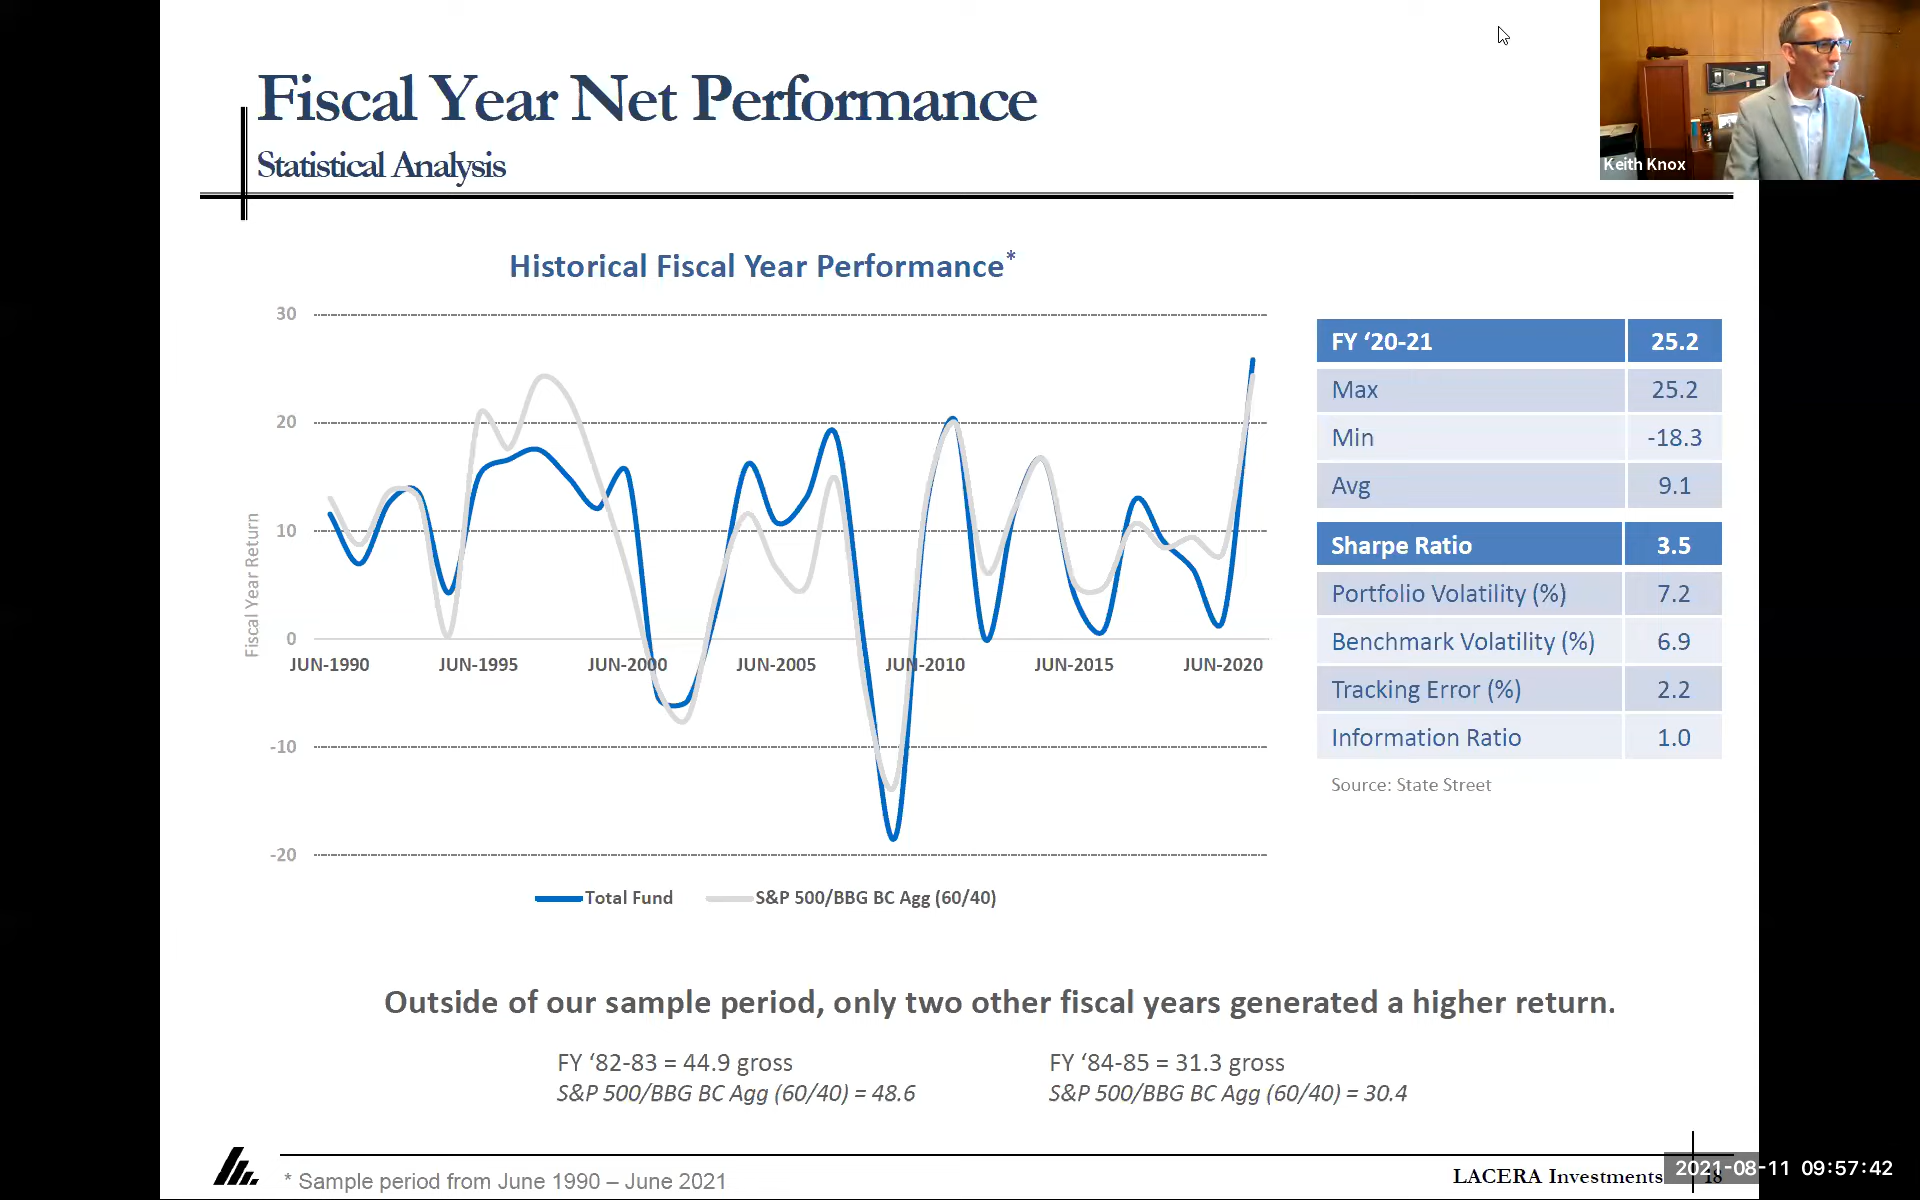 Fiscal Year Net Performance
Statistical Analysis
Keith Knox
Historical Fiscal Year Performance*
30
20
10
0
-10
-20
Fiscal Year Return
JUN-1990 JUN-1995 JUN-2000 JUN-2005 JUN-2010 JUN-2015 JUN-2020
Total Fund S&P 500/BBG BC Agg (60/40)
FY ‘20-21 25.2
Max 25.2
Min -18.3
Avg 9.1
Sharpe Ratio 3.5
Portfolio Volatility (%) 7.2
Benchmark Volatility (%) 6.9
Tracking Error (%) 2.2
Information Ratio 1.0
Source: State Street
Outside of our sample period, only two other fiscal years generated a higher return.
FY ‘82-83 = 44.9 gross
S&P 500/BBG BC Agg (60/40) = 48.6
FY ‘84-85 = 31.3 gross
S&P 500/BBG BC Agg (60/40) = 30.4
* Sample period from June 1990 – June 2021
LACERA Investments
18
2021-08-11 09:57:42